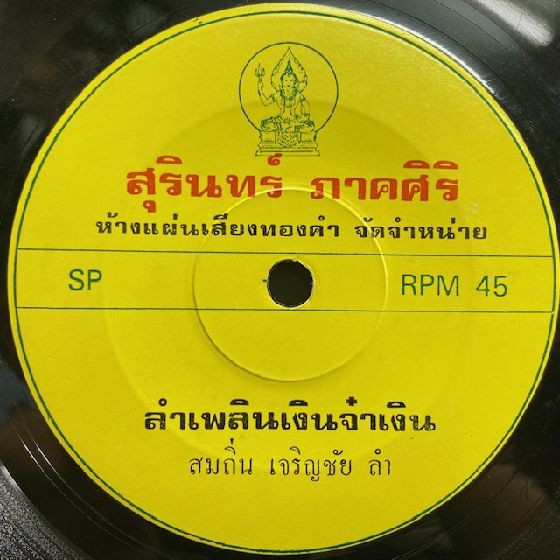 สุรินทร์ ภาคศิริ
ห้างแผ่นเสียงทองคำ จัดจำหน่าย
SP RPM 45
ลำเพลินเงินจ๋าเงิน
สมถิ่น เจริญชัย ลำ